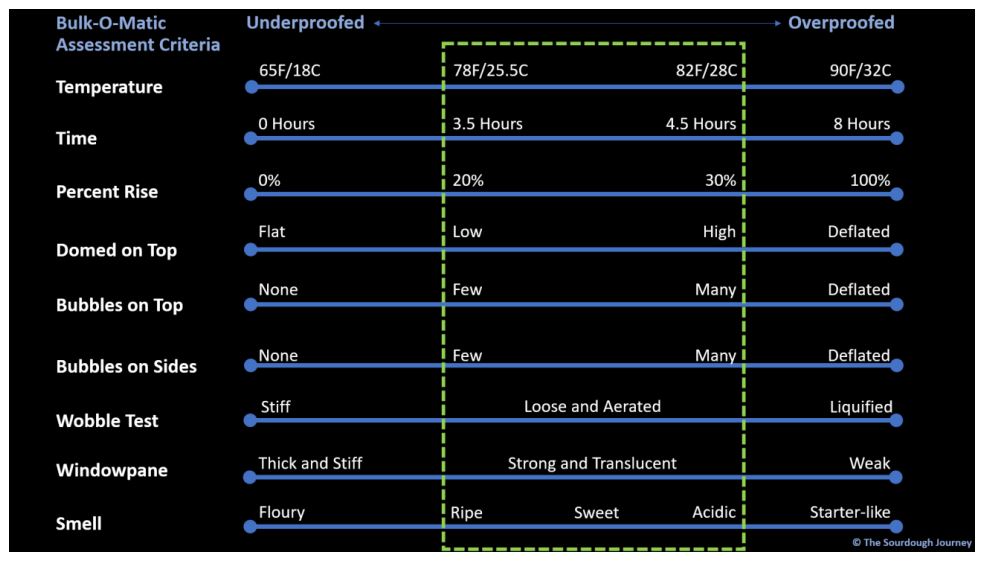 Bulk-O-Matic
Assessment Criteria
Underproofed Overproofed
Temperature 65F/18C 78F/25.5C 82F/28C 90F/32C
Time 0 Hours 3.5 Hours 4.5 Hours 8 Hours
Percent Rise 0% 20% 30% 100%
Domed on Top Flat Low High Deflated
Bubbles on Top None Few Many Deflated
Bubbles on Sides None Few Many Deflated
Wobble Test Stiff Loose and Aerated Liquified
Windowpane Thick and Stiff Strong and Translucent Weak
Smell Floury Ripe Sweet Acidic Starter-like
© The Sourdough Journey